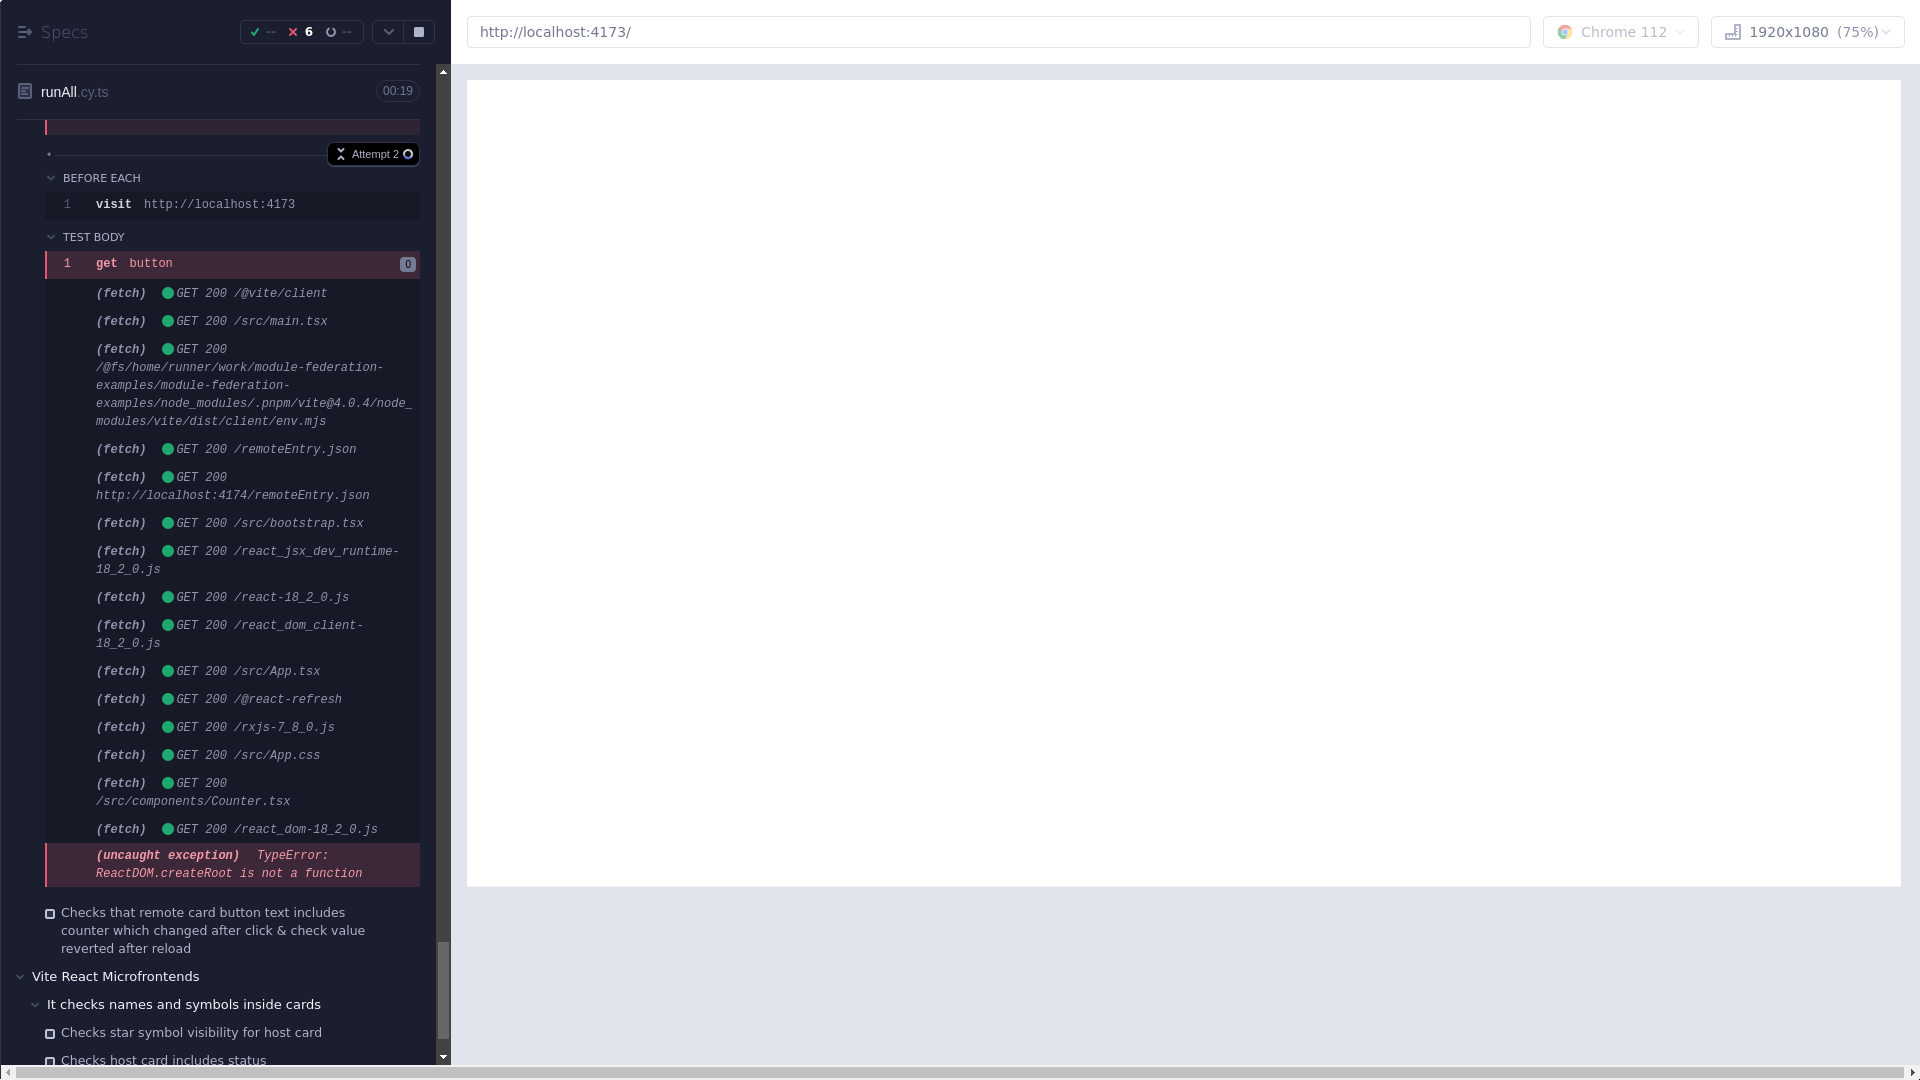 Specs
--
6
--
http://localhost:4173/
Chrome 112
1920x1080 (75%)
runAll.cy.ts
00:19
Attempt 2
BEFORE EACH
1 visit http://localhost:4173
TEST BODY
1 get button 0
(fetch) GET 200 /@vite/client
(fetch) GET 200 /src/main.tsx
(fetch) GET 200
/@fs/home/runner/work/module-federation-
examples/module-federation-
examples/node_modules/.pnpm/vite@4.0.4/node_
modules/vite/dist/client/env.mjs
(fetch) GET 200 /remoteEntry.json
(fetch) GET 200
http://localhost:4174/remoteEntry.json
(fetch) GET 200 /src/bootstrap.tsx
(fetch) GET 200 /react_jsx_dev_runtime-
18_2_0.js
(fetch) GET 200 /react-18_2_0.js
(fetch) GET 200 /react_dom_client-
18_2_0.js
(fetch) GET 200 /src/App.tsx
(fetch) GET 200 /@react-refresh
(fetch) GET 200 /rxjs-7_8_0.js
(fetch) GET 200 /src/App.css
(fetch) GET 200
/src/components/Counter.tsx
(fetch) GET 200 /react_dom-18_2_0.js
(uncaught exception) TypeError:
ReactDOM.createRoot is not a function
Checks that remote card button text includes
counter which changed after click & check value
reverted after reload
Vite React Microfrontends
It checks names and symbols inside cards
Checks star symbol visibility for host card
Checks host card includes status